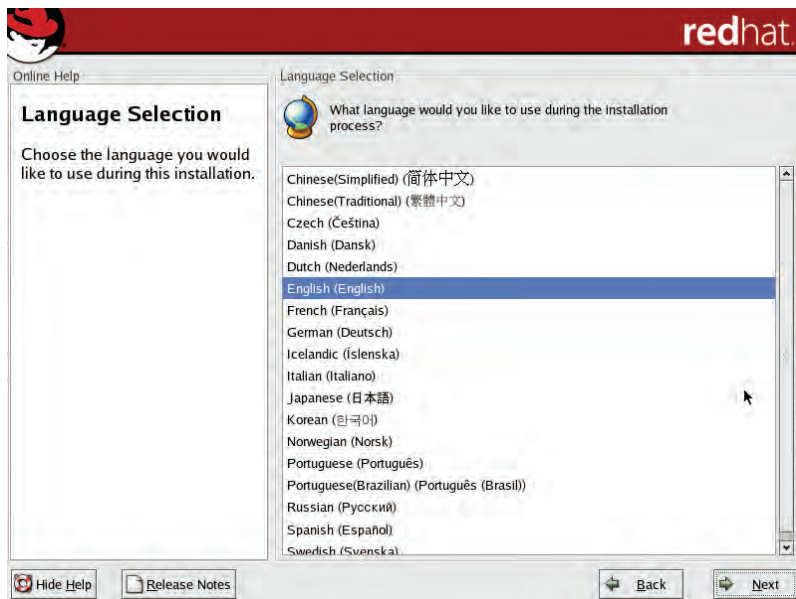 redhat.
Online Help
Language Selection
Choose the language you would
like to use during this installation.
Language Selection
What language would you like to use during the installation
process?
Chinese(Simplified) (简体中文)
Chinese(Traditional) (繁體中文)
Czech (Čeština)
Danish (Dansk)
Dutch (Nederlands)
English (English)
French (Français)
German (Deutsch)
Icelandic (Íslenska)
Italian (Italiano)
Japanese (日本語)
Korean (한국어)
Norwegian (Norsk)
Portuguese (Português)
Portuguese(Brazilian) (Português (Brasil))
Russian (Русский)
Spanish (Español)
Swedish (Svenska)
Hide Help
Release Notes
Back
Next